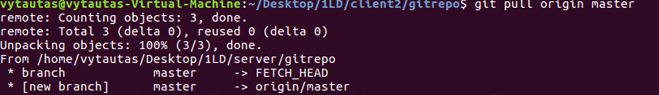 vytautas@vytautas-Virtual-Machine:~/Desktop/1LD/client2/gitrepo$ git pull origin master
remote: Counting objects: 3, done.
remote: Total 3 (delta 0), reused 0 (delta 0)
Unpacking objects: 100% (3/3), done.
From /home/vytautas/Desktop/1LD/server/gitrepo
 * branch            master     -> FETCH_HEAD
 * [new branch]      master     -> origin/master